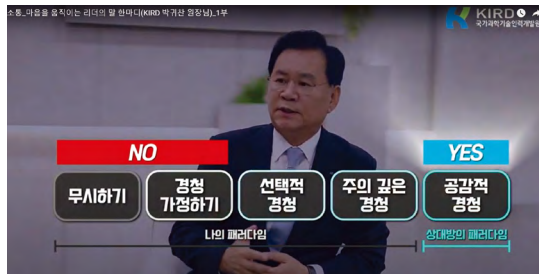 소통_마음을 움직이는 리더의 말 한마디(KIRD 박귀찬 원장님)_1부
KIRD
국가과학기술인력개발원
NO
YES
무시하기
경청
가정하기
선택적
경청
주의 깊은
경청
공감적
경청
나의 패러다임
상대방의 패러다임